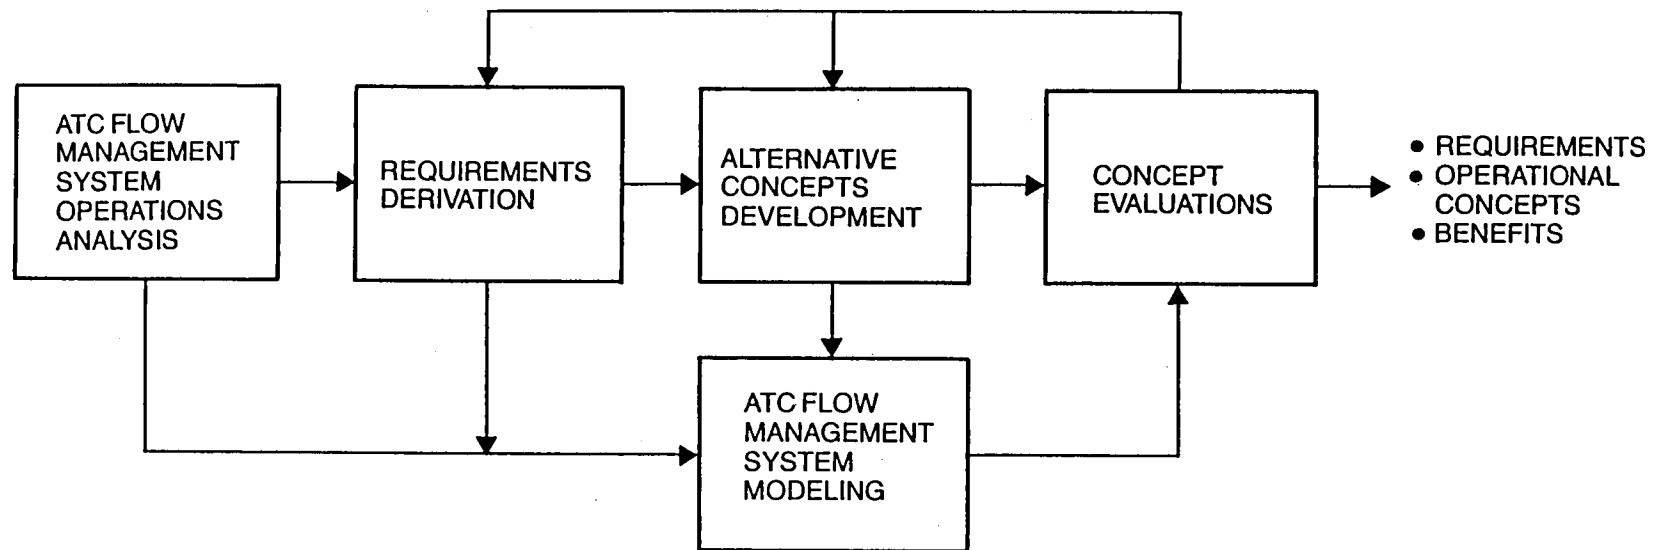 ATC FLOW
MANAGEMENT
SYSTEM
OPERATIONS
ANALYSIS
REQUIREMENTS
DERIVATION
ALTERNATIVE
CONCEPTS
DEVELOPMENT
CONCEPT
EVALUATIONS
• REQUIREMENTS
• OPERATIONAL
CONCEPTS
• BENEFITS
ATC FLOW
MANAGEMENT
SYSTEM
MODELING